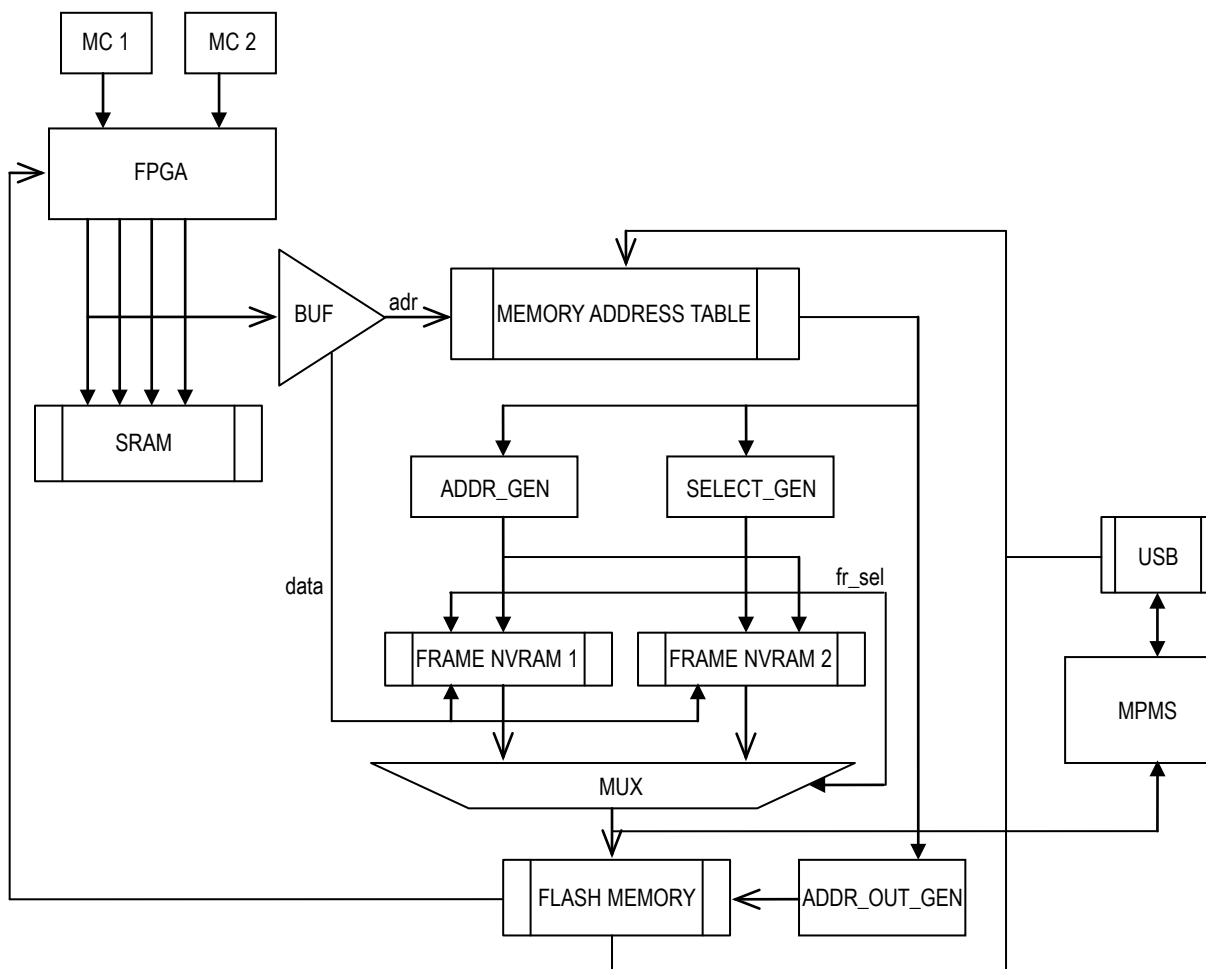 MC 1
MC 2
FPGA
BUF
adr
MEMORY ADDRESS TABLE
SRAM
ADDR_GEN
SELECT_GEN
USB
data
fr_sel
FRAME NVRAM 1
FRAME NVRAM 2
MPMS
MUX
FLASH MEMORY
ADDR_OUT_GEN